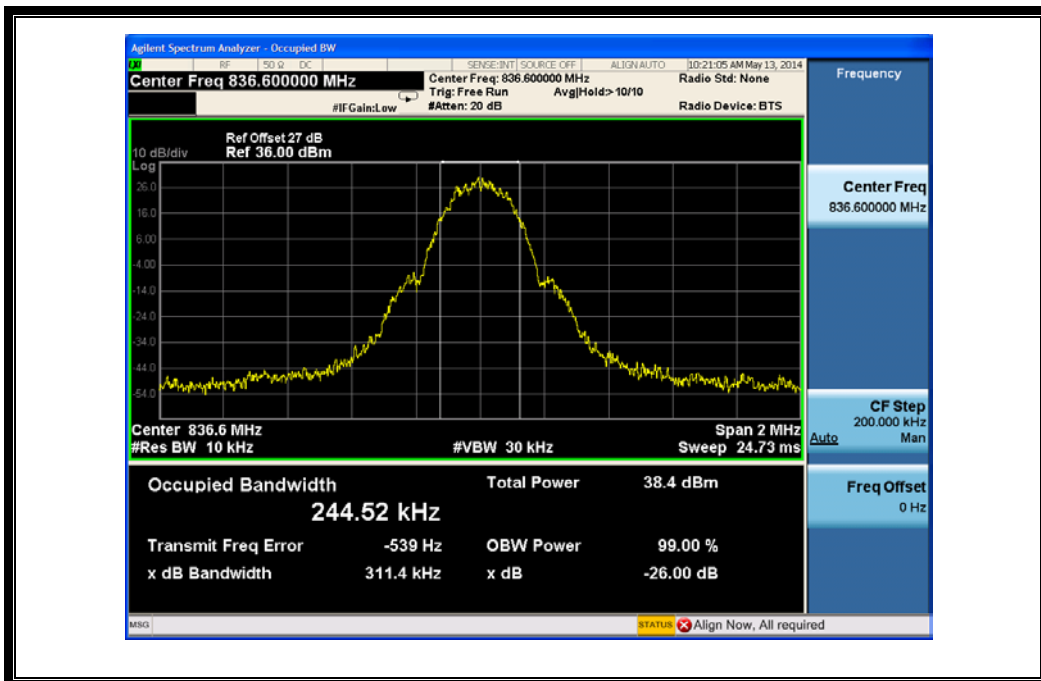 Agilent Spectrum Analyzer - Occupied BW
RF 50 Ω DC SENSE:INT SOURCE OFF ALIGN AUTO 10:21:05 AM May 13, 2014
Center Freq 836.600000 MHz
Center Freq: 836.600000 MHz Radio Std: None
Trig: Free Run Avg|Hold:> 10/10
#IFGain:Low #Atten: 20 dB Radio Device: BTS
Ref Offset 27 dB
10 dB/div Ref 36.00 dBm
Log
26.0
16.0
6.00
-4.00
-14.0
-24.0
-34.0
-44.0
-54.0
Center 836.6 MHz Span 2 MHz
#Res BW 10 kHz #VBW 30 kHz Sweep 24.73 ms
Occupied Bandwidth Total Power 38.4 dBm
244.52 kHz
Transmit Freq Error -539 Hz OBW Power 99.00 %
x dB Bandwidth 311.4 kHz x dB -26.00 dB
MSG STATUS Align Now, All required
Frequency
Center Freq
836.600000 MHz
CF Step
200.000 kHz
Auto Man
Freq Offset
0 Hz